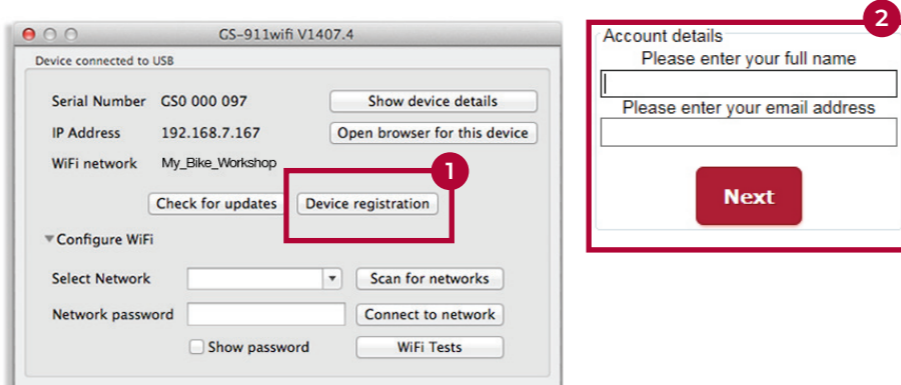 GS-911wifi V1407.4
Device connected to USB
Serial Number GS0 000 097 Show device details
IP Address 192.168.7.167 Open browser for this device
WiFi network My_Bike_Workshop
1
Check for updates Device registration
Configure WiFi
Select Network Scan for networks
Network password Connect to network
Show password WiFi Tests
2
Account details
Please enter your full name
Please enter your email address
Next